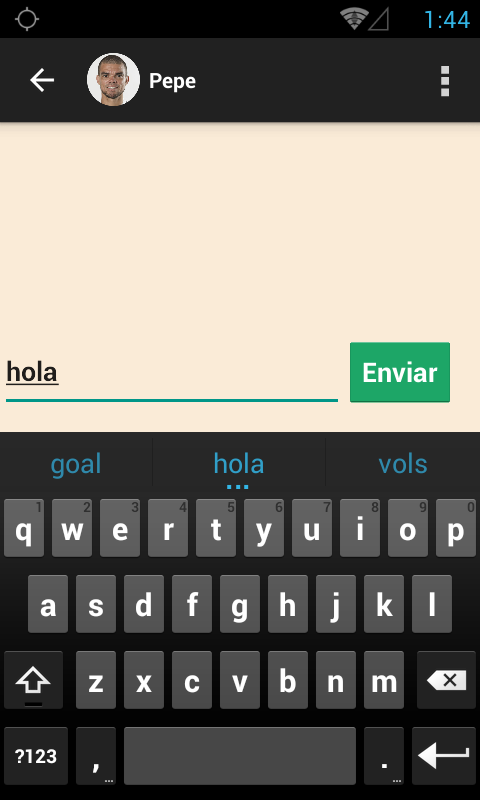 1:44
Pepe
hola
Enviar
goal hola vols
1 2 3 4 5 6 7 8 9 0
q w e r t y u i o p
a s d f g h j k l
z x c v b n m
?123 , ... . ...